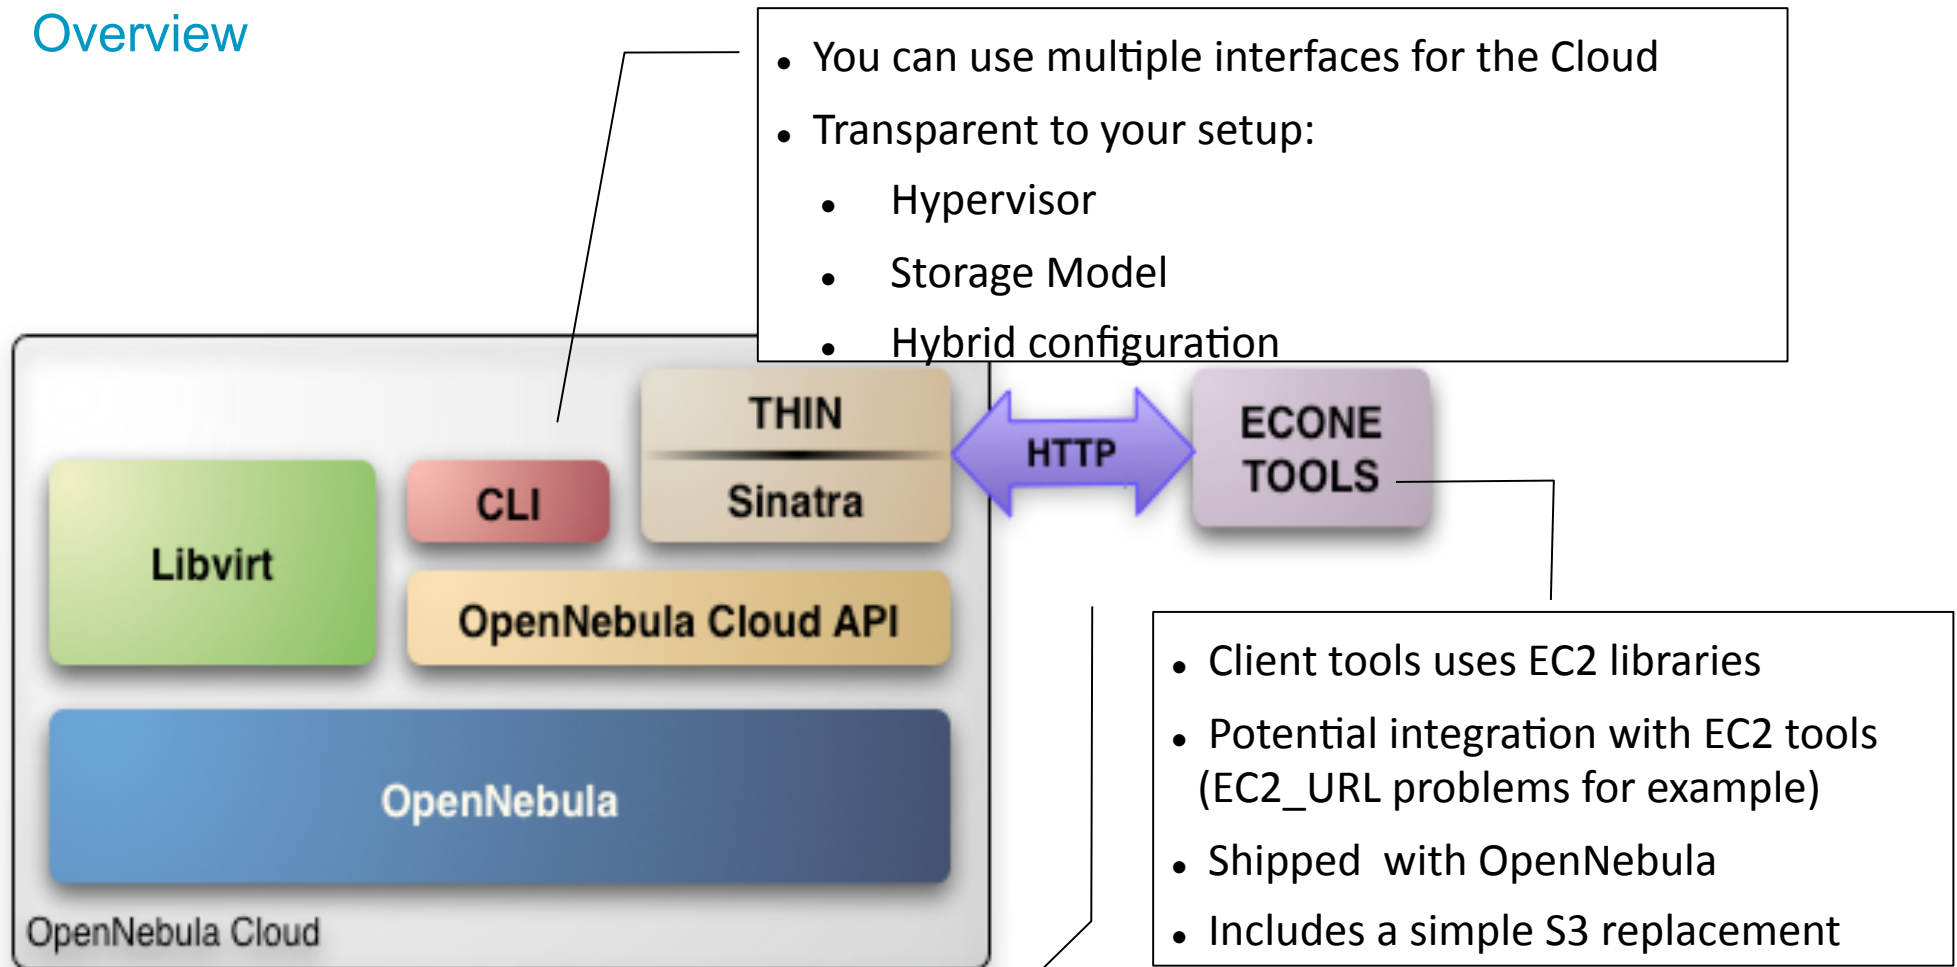 Overview
• You can use multiple interfaces for the Cloud
• Transparent to your setup:
• Hypervisor
• Storage Model
• Hybrid configuration
THIN
Sinatra
HTTP
ECONE
TOOLS
CLI
Libvirt
OpenNebula Cloud API
OpenNebula
OpenNebula Cloud
• Client tools uses EC2 libraries
• Potential integration with EC2 tools
(EC2_URL problems for example)
• Shipped with OpenNebula
• Includes a simple S3 replacement